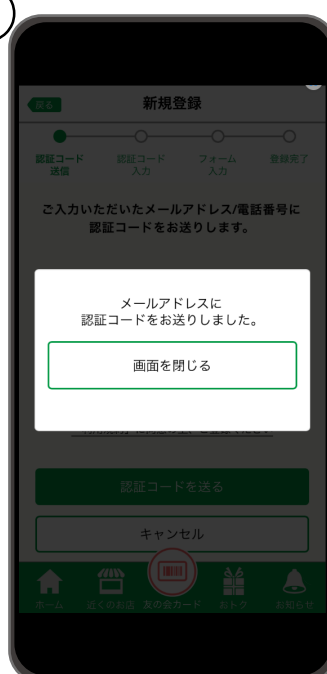 戻る
新規登録
認証コード
送信
認証コード
入力
フォーム
入力
登録完了
ご入力いただいたメールアドレス/電話番号に
認証コードをお送りします。
メールアドレスに
認証コードをお送りしました。
画面を閉じる
認証コードを送る
キャンセル
ホーム
近くのお店
友の会カード
おトク
お知らせ